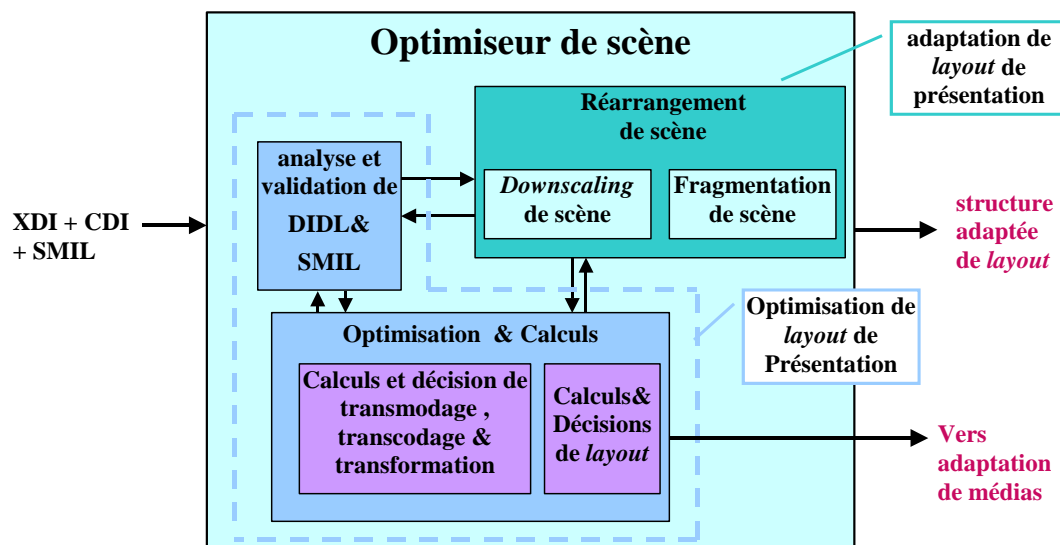 Optimiseur de scène
adaptation de
layout de
présentation
Réarrangement
de scène
analyse et
validation de
DIDL&
SMIL
Downscaling
de scène
Fragmentation
de scène
XDI + CDI
+ SMIL
structure
adaptée
de layout
Optimisation & Calculs
Optimisation de
layout de
Présentation
Calculs et décision de
transmodage ,
transcodage &
transformation
Calculs&
Décisions
de layout
Vers
adaptation
de médias